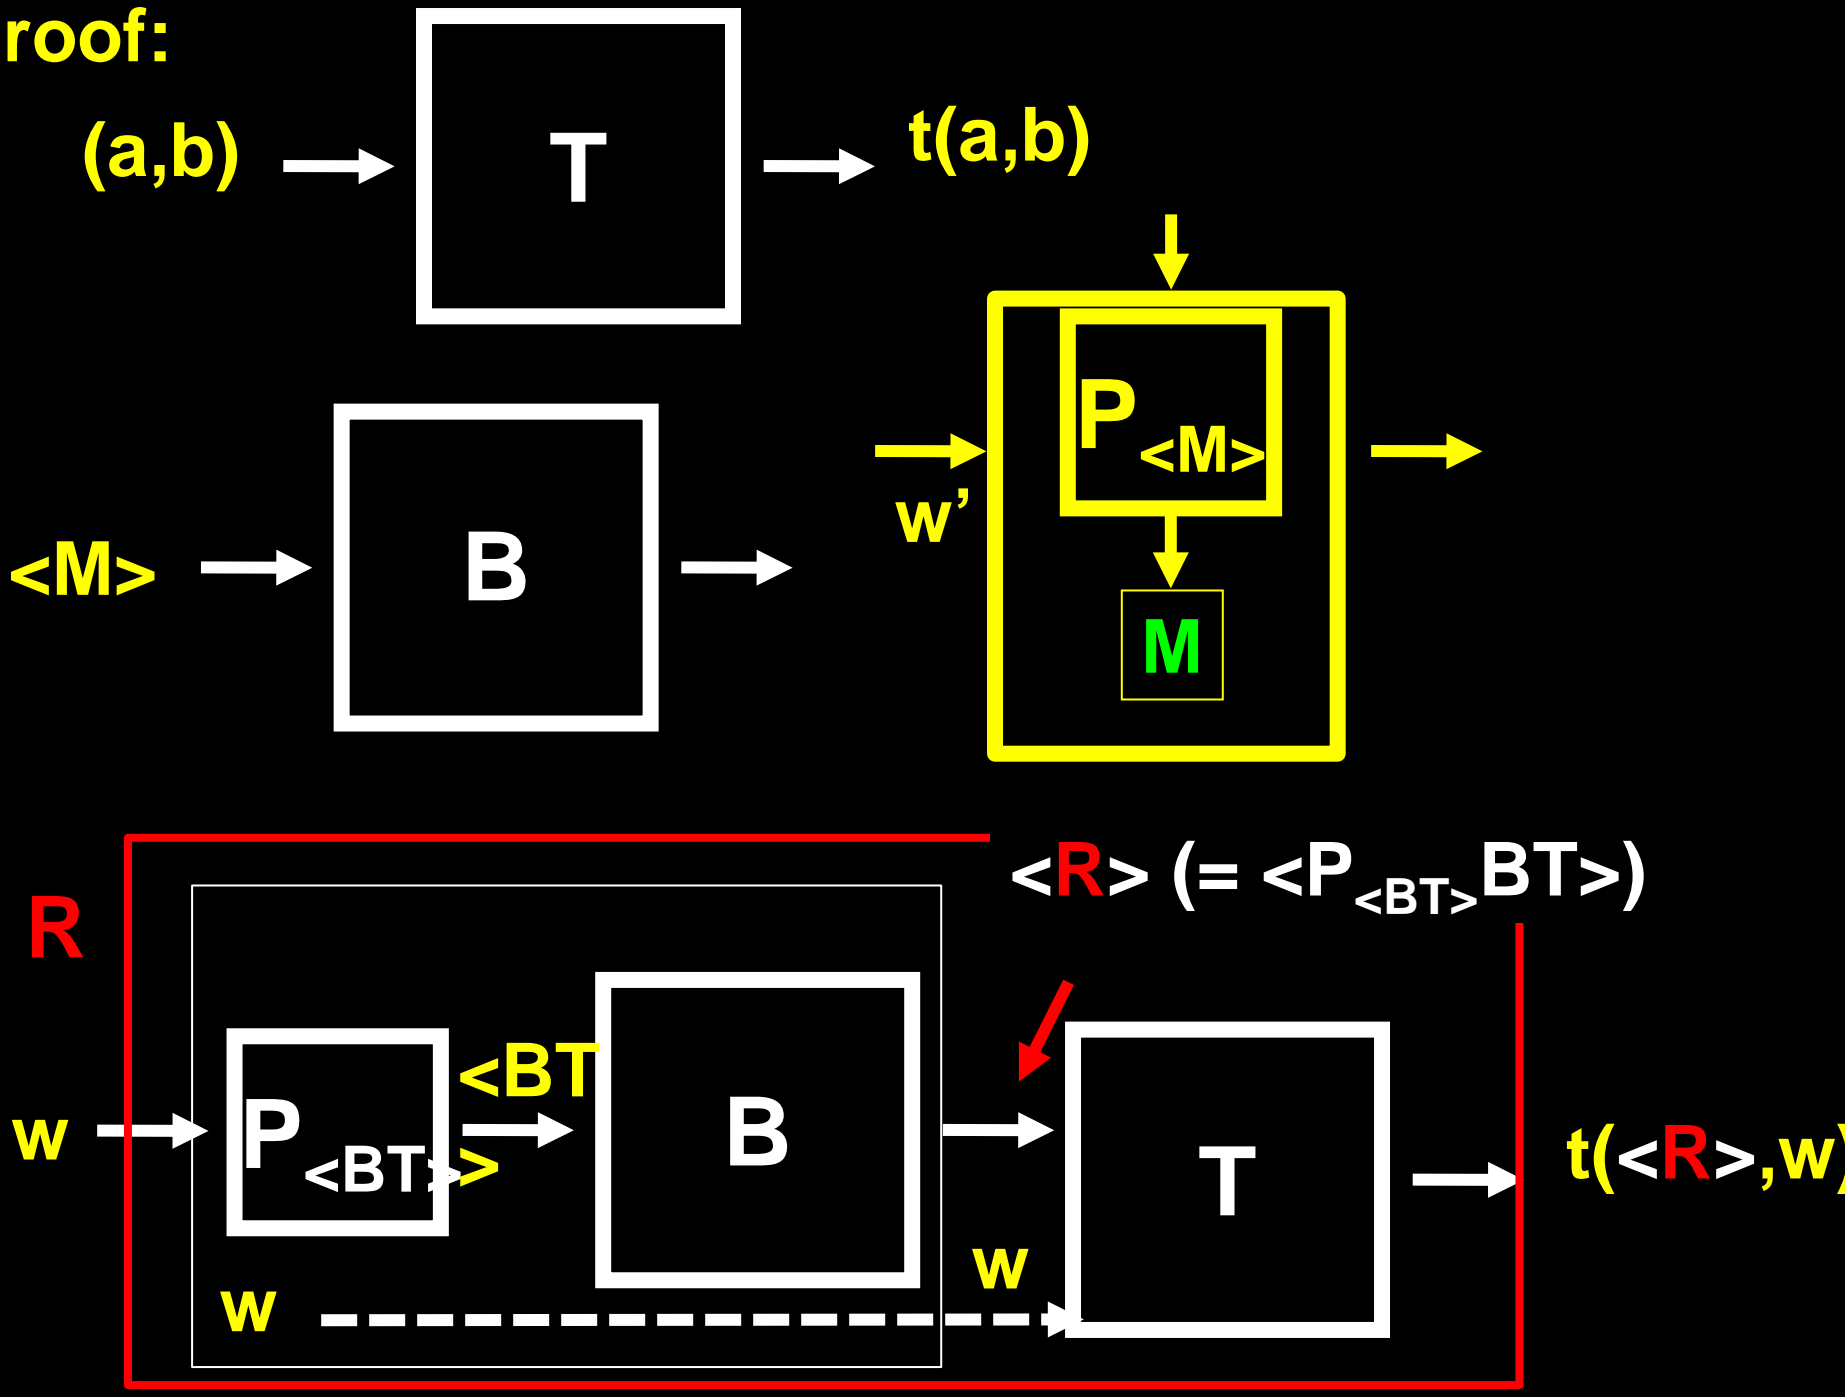 roof:
(a,b)
T
t(a,b)
P<M>
w’
<M>
B
M
<R> (= <P<BT>BT>)
R
<BT
w
P<BT>
>
B
T
t(<R>,w)
w
w